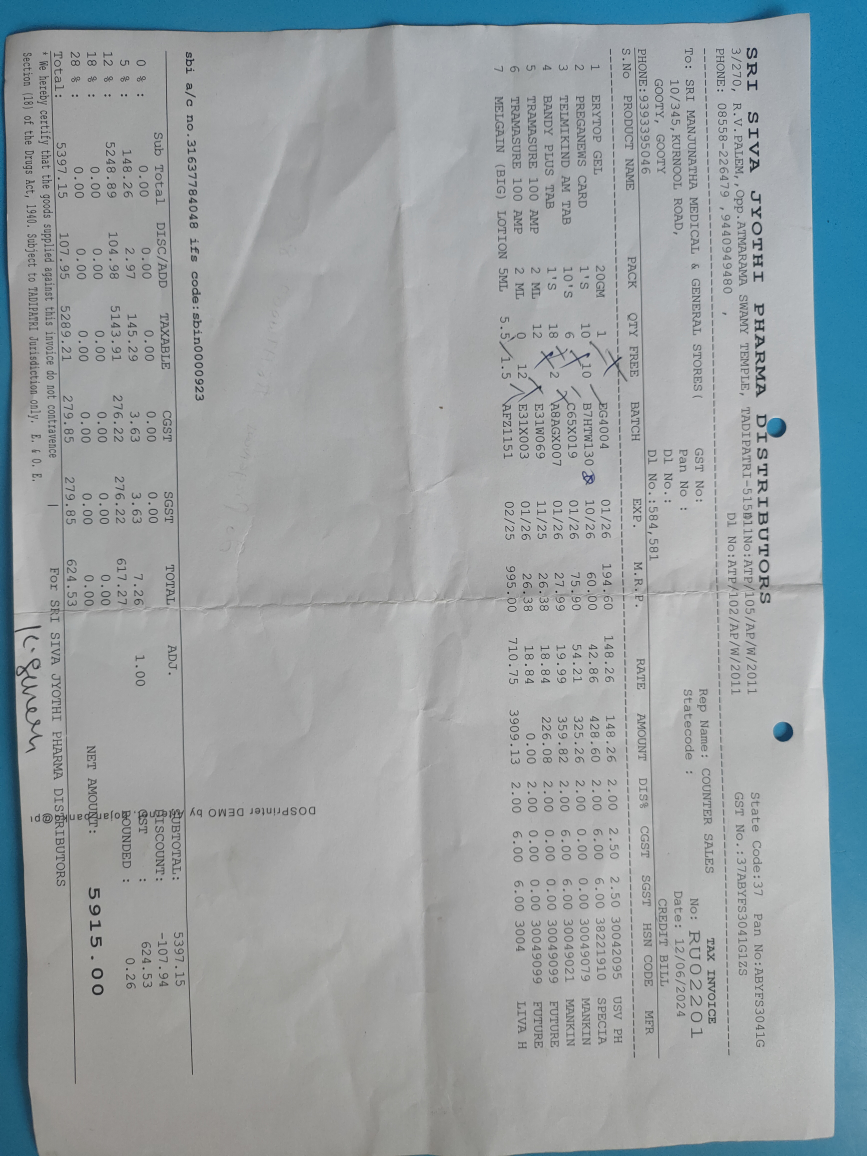 SRI SIVA JYOTHI PHARMA DISTRIBUTORS
3/270, R.V.PALEM,,Opp.ATMARAMA SWAMY TEMPLE, TADIPATRI-515 No:ATP/105/AP/W/2011 State Code:37 Pan No:ABYFS3041G
PHONE: 08558-226479 ,9440949480 , Dl No:ATP/102/AP/W/2011 GST No.:37ABYFS3041G1ZS
To: SRI MANJUNATHA MEDICAL & GENERAL STORES( GST No: Rep Name: COUNTER SALES TAX INVOICE
10/345,KURNOOL ROAD, Pan No : Statecode : No: RU02201
GOOTY, GOOTY Dl No.: Date: 12/06/2024
PHONE:9393395046 Dl No.:584,581 CREDIT BILL
S.No PRODUCT NAME PACK QTY FREE BATCH EXP. M.R.P. RATE AMOUNT DIS% CGST SGST HSN CODE MFR
1 ERYTOP GEL 20GM 1 EG4004 01/26 194.60 148.26 148.26 2.00 2.50 2.50 30042095 USV PH
2 PREGANEWS CARD 1'S 10 10 B7HTW130 10/26 60.00 42.86 428.60 2.00 6.00 6.00 38221910 SPECIA
3 TELMIKIND AM TAB 10'S 6 C65X019 01/26 75.90 54.21 325.26 2.00 0.00 0.00 30049079 MANKIN
4 BANDY PLUS TAB 1'S 18 2 A8AGX007 01/26 27.99 19.99 359.82 2.00 6.00 6.00 30049021 MANKIN
5 TRAMASURE 100 AMP 2 ML 12 E31W069 11/25 26.38 18.84 226.08 2.00 0.00 0.00 30049099 FUTURE
6 TRAMASURE 100 AMP 2 ML 0 12 E31X003 01/26 26.38 18.84 0.00 2.00 0.00 0.00 30049099 FUTURE
7 MELGAIN (BIG) LOTION 5ML 5.5 1.5 AFZ1151 02/25 995.00 710.75 3909.13 2.00 6.00 6.00 3004 LIVA H
DOSPrinter DEMO by
sbi a/c no.31637784048 ifs code:sbin0000923
Sub Total DISC/ADD TAXABLE CGST SGST TOTAL ADJ. SUBTOTAL: 5397.15
0 % : 0.00 0.00 0.00 0.00 0.00 DISCOUNT: -107.94
5 % : 148.26 2.97 145.29 3.63 3.63 7.26 1.00 GST : 624.53
12 % : 5248.89 104.98 5143.91 276.22 276.22 617.27 ROUNDED : 0.26
18 % : 0.00 0.00 0.00 0.00 0.00 0.00
28 % : 0.00 0.00 0.00 0.00 0.00 0.00 NET AMOUNT: 5915.00
Total: 5397.15 107.95 5289.21 279.85 279.85 624.53
* We hereby certify that the goods supplied against this invoice do not contravene | For SRI SIVA JYOTHI PHARMA DISTRIBUTORS
Section (18) of the Drugs Act, 1940. Subject to TADIPATRI Jurisdiction only. E. & O. E.